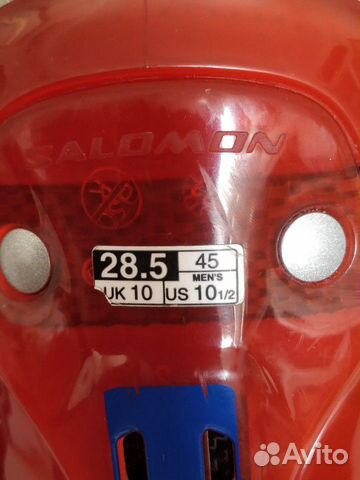 SALOMON
28.5 45
MEN'S
UK 10 US 10 1/2
Avito